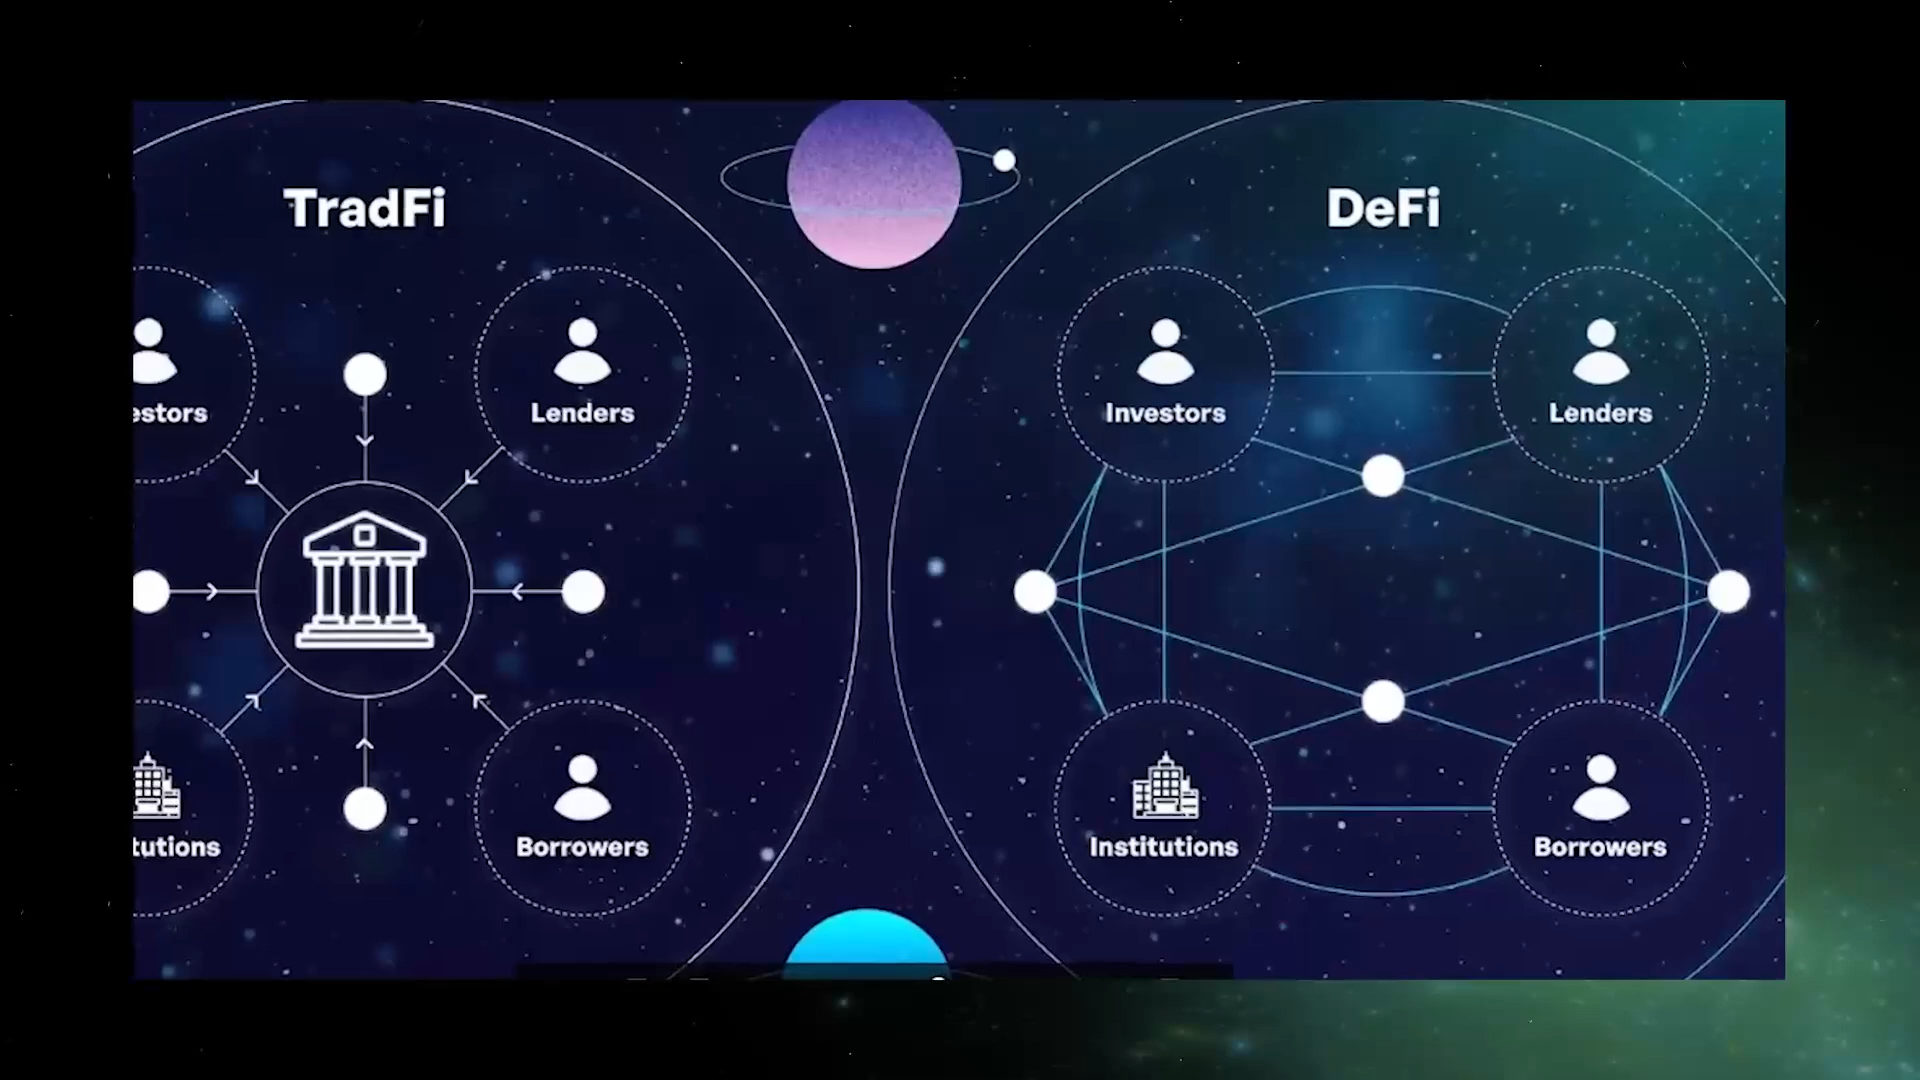 TradFi
DeFi
estors
Lenders
Investors
Lenders
tutions
Borrowers
Institutions
Borrowers